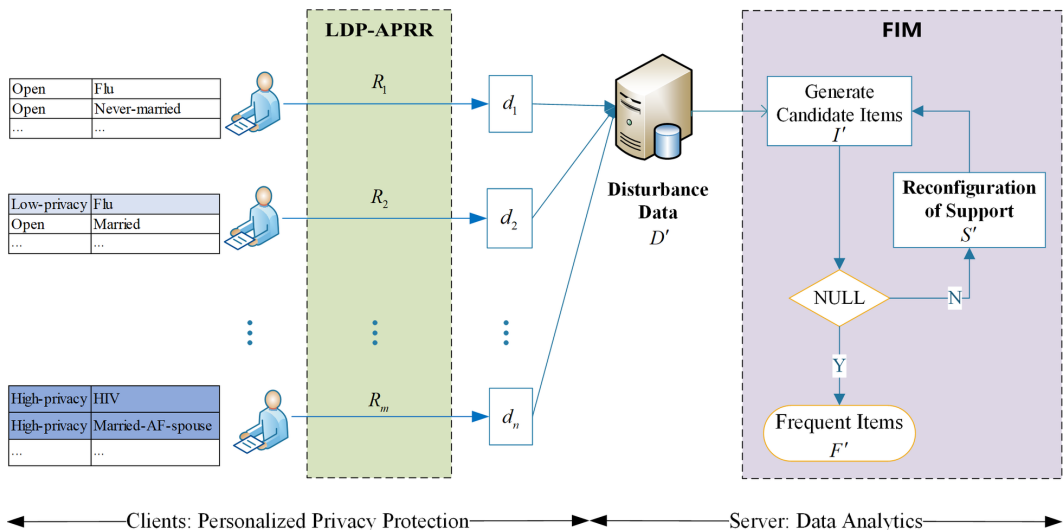 LDP-APRR
FIM
Open Flu
Open Never-married
... ...
R1
d1
Generate
Candidate Items
I′
Low-privacy Flu
Open Married
... ...
R2
d2
Disturbance
Data
D′
Reconfiguration
of Support
S′
NULL
N
Y
High-privacy HIV
High-privacy Married-AF-spouse
... ...
Rm
dn
Frequent Items
F′
Clients: Personalized Privacy Protection
Server: Data Analytics